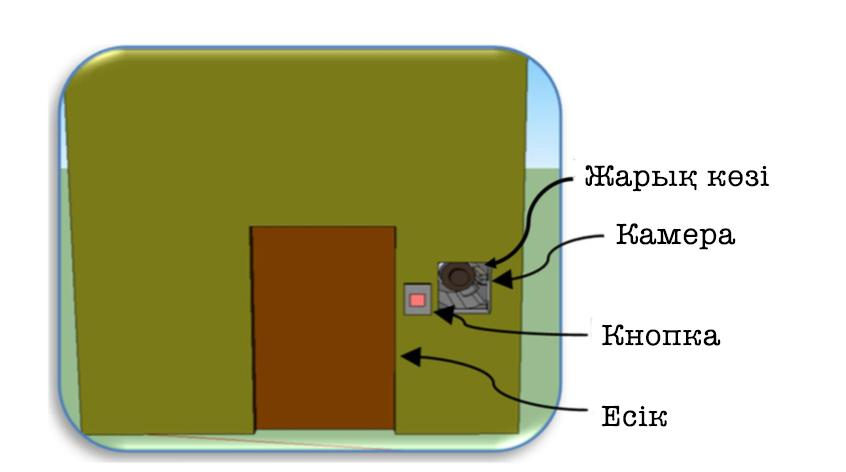 Жарық көзі
Камера
Кнопка
Есік